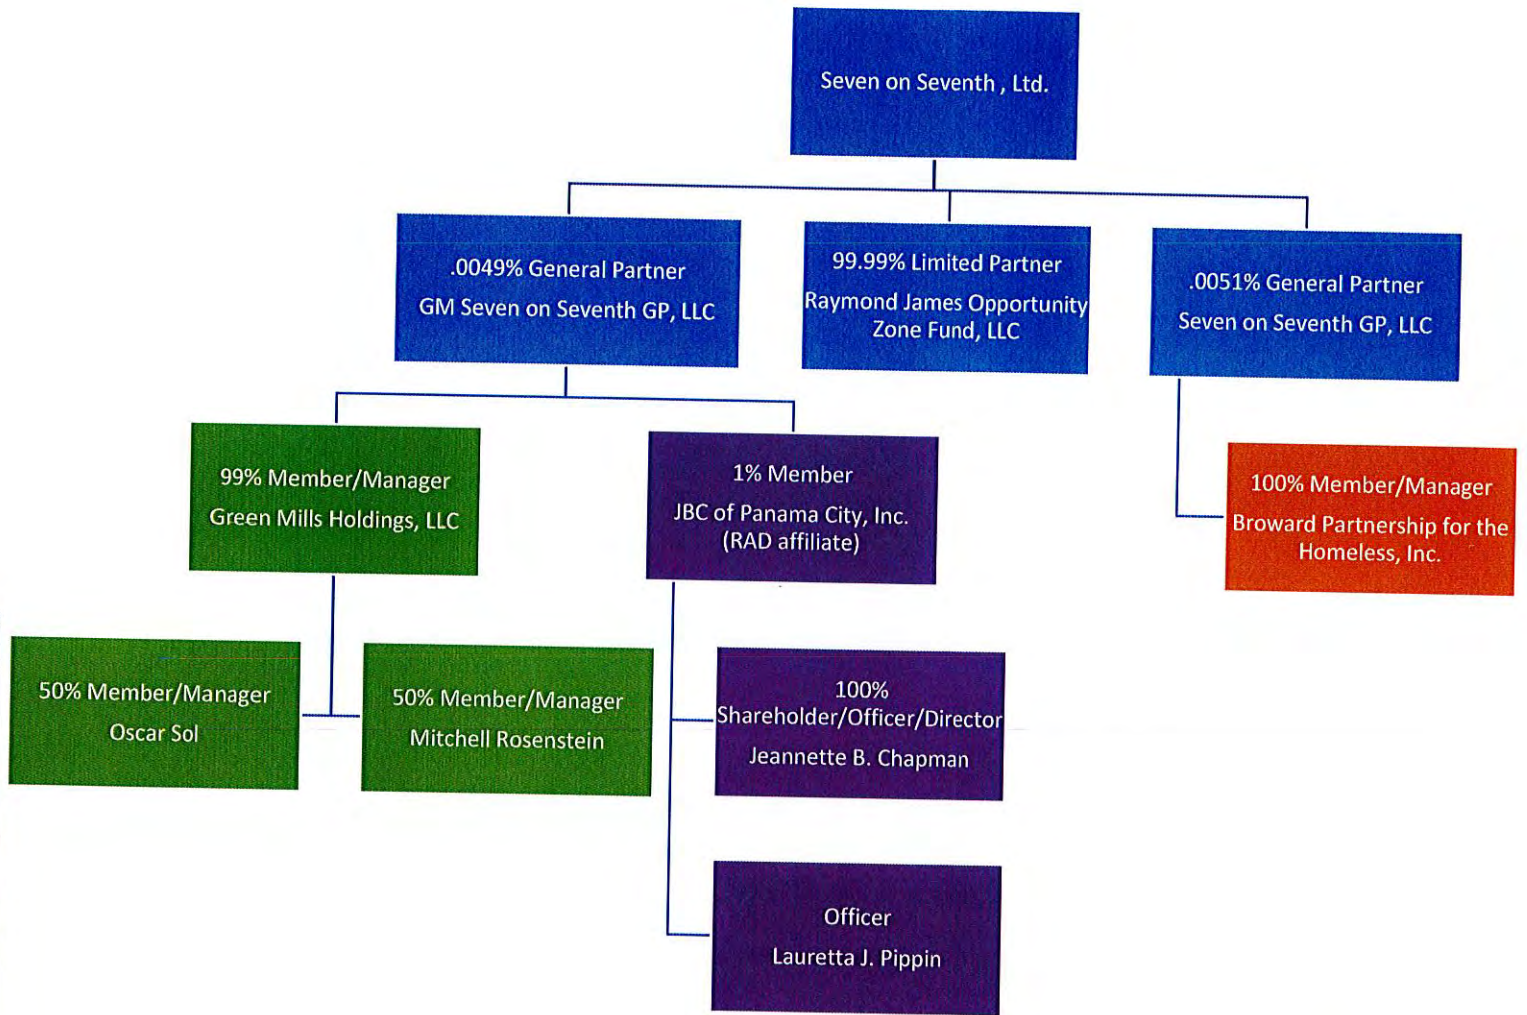 Seven on Seventh , Ltd.
.0049% General Partner
GM Seven on Seventh GP, LLC
99.99% Limited Partner
Raymond James Opportunity
Zone Fund, LLC
.0051% General Partner
Seven on Seventh GP, LLC
99% Member/Manager
Green Mills Holdings, LLC
1% Member
JBC of Panama City, Inc.
(RAD affiliate)
100% Member/Manager
Broward Partnership for the
Homeless, Inc.
50% Member/Manager
Oscar Sol
50% Member/Manager
Mitchell Rosenstein
100%
Shareholder/Officer/Director
Jeannette B. Chapman
Officer
Lauretta J. Pippin